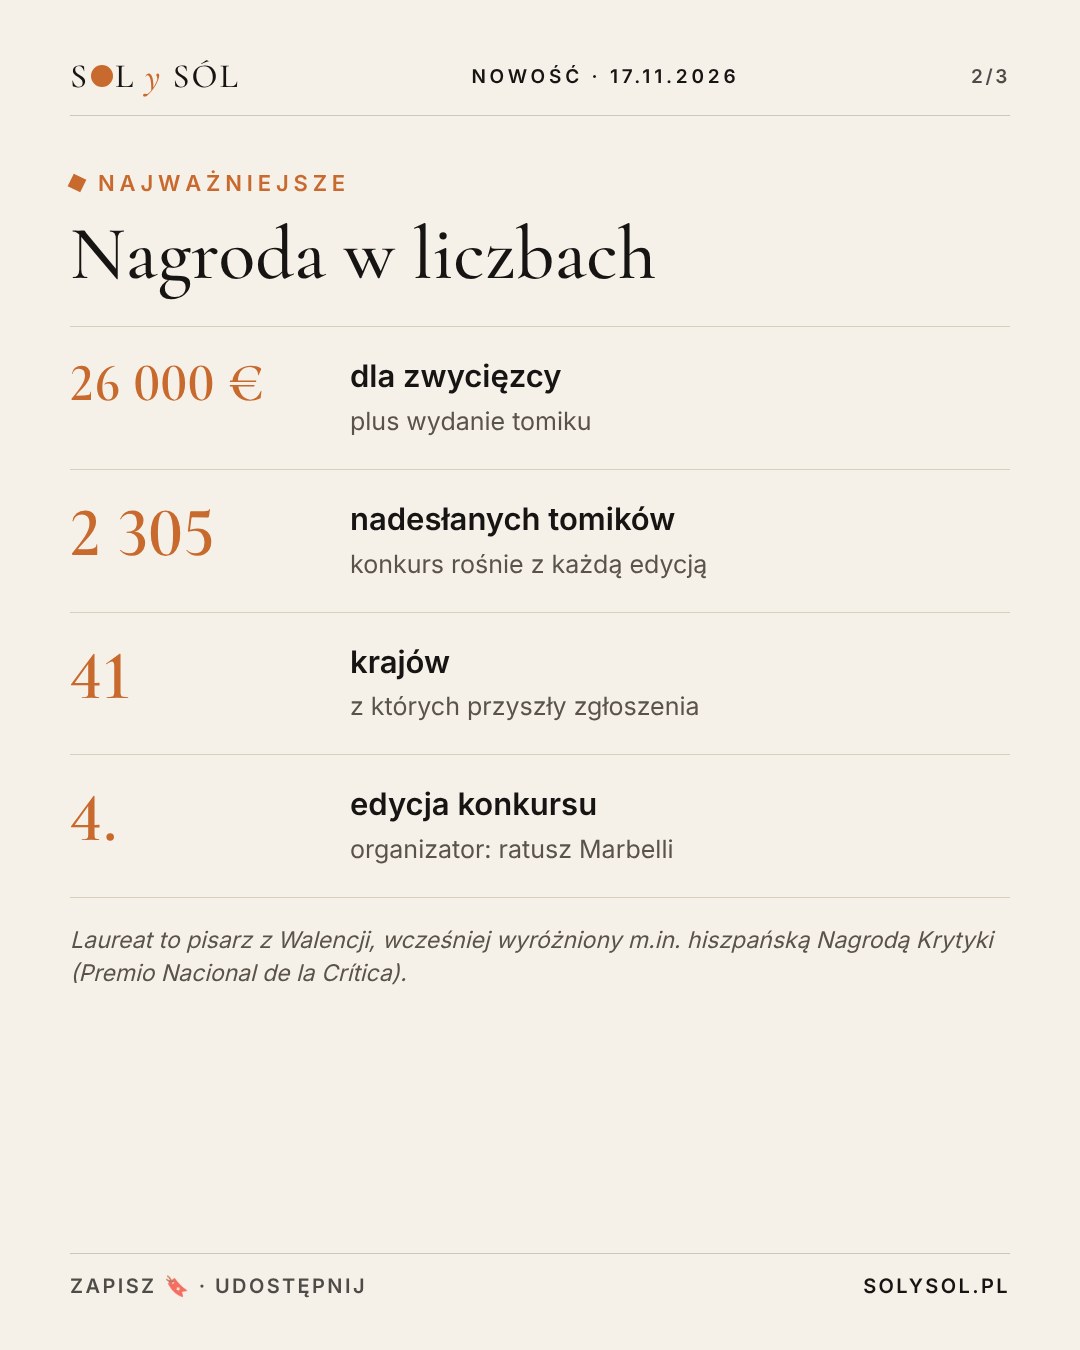 SOL y SÓL
NOWOŚĆ · 17.11.2026
2/3
NAJWAŻNIEJSZE
Nagroda w liczbach
26 000 €
dla zwycięzcy
plus wydanie tomiku
2 305
nadesłanych tomików
konkurs rośnie z każdą edycją
41
krajów
z których przyszły zgłoszenia
4.
edycja konkursu
organizator: ratusz Marbelli
Laureat to pisarz z Walencji, wcześniej wyróżniony m.in. hiszpańską Nagrodą Krytyki
(Premio Nacional de la Crítica).
ZAPISZ 🔖 · UDOSTĘPNIJ
SOLYSOL.PL